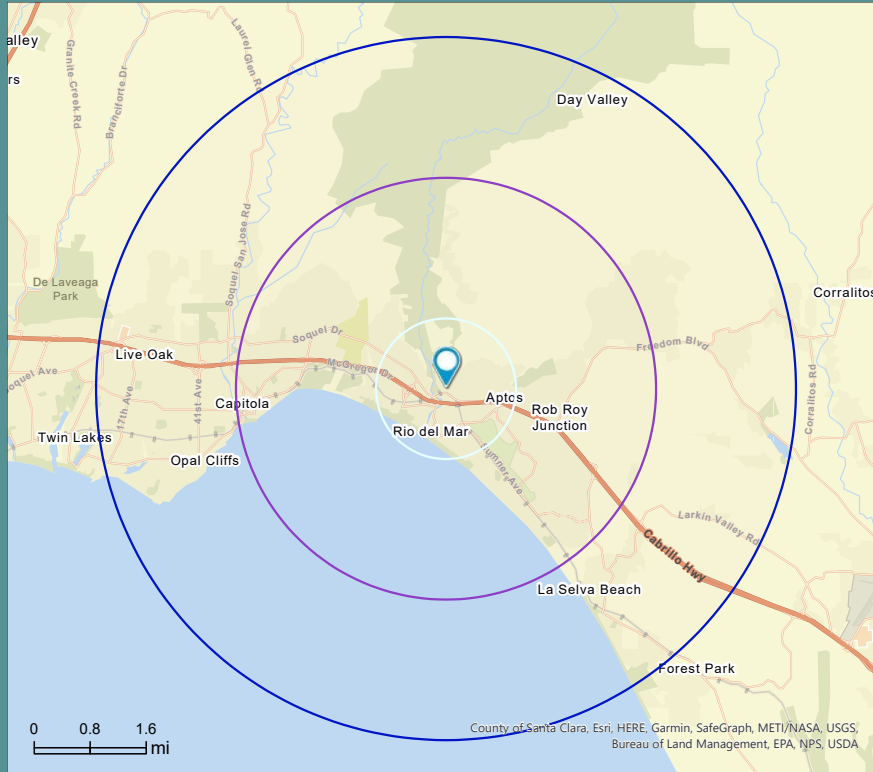 alley
rs
Granite Creek Rd
Branciforte Dr
Laurel Glen Rd
Day Valley
Soquel San Jose Rd
De Laveaga
Park
Corralitos
Soquel Dr
Freedom Blvd
Live Oak
McGregor Dr
oquel Ave
17th Ave
41st Ave
Capitola
Aptos
Rob Roy
Junction
Corralitos Rd
Rio del Mar
Twin Lakes
Opal Cliffs
Sumner Ave
Larkin Valley Rd
Cabrillo Hwy
La Selva Beach
Forest Park
0 0.8 1.6
mi
County of Santa Clara, Esri, HERE, Garmin, SafeGraph, METI/NASA, USGS,
Bureau of Land Management, EPA, NPS, USDA